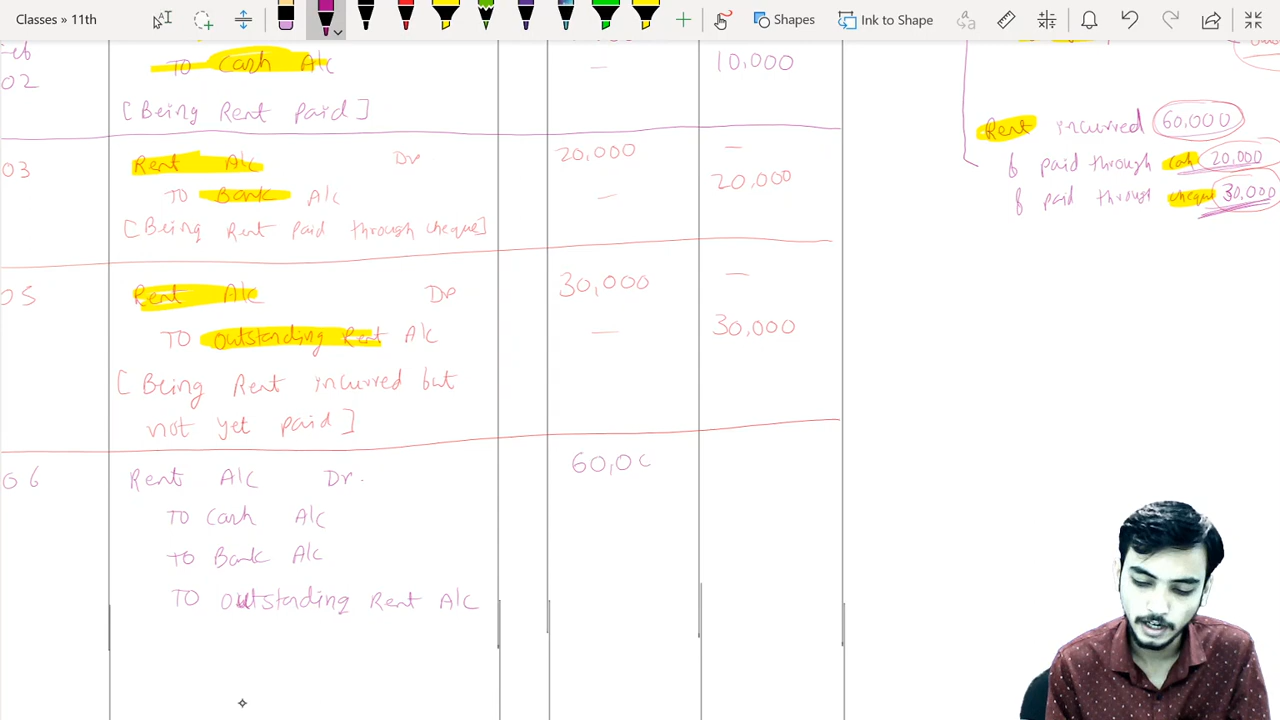 Classes » 11th
Shapes
Ink to Shape
Feb
02
To Cash A/c — 10,000
[Being Rent Paid]
03
Rent A/c Dr 20,000 —
To Bank A/c — 20,000
[Being Rent Paid through cheque]
05
Rent A/c Dr 30,000 —
To Outstanding Rent A/c — 30,000
[Being Rent incurred but
not yet paid]
06
Rent A/c Dr. 60,00
To Cash A/c
To Bank A/c
To Outstanding Rent A/c
Rent incurred 60,000
& paid through cash 20,000
& paid through cheque 30,000